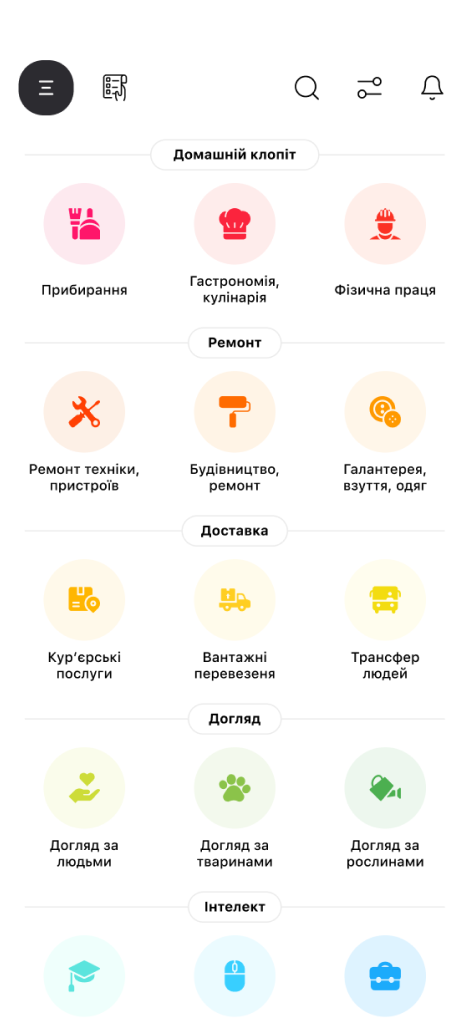 Домашній клопіт
Прибирання
Гастрономія,
кулінарія
Фізична праця
Ремонт
Ремонт техніки,
пристроїв
Будівництво,
ремонт
Галантерея,
взуття, одяг
Доставка
Кур’єрські
послуги
Вантажні
перевезеня
Трансфер
людей
Догляд
Догляд за
людьми
Догляд за
тваринами
Догляд за
рослинами
Інтелект